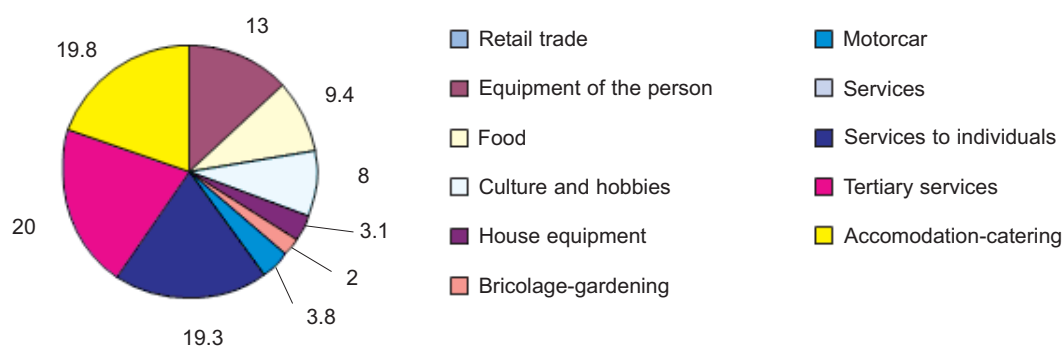 13
19.8
9.4
8
3.1
20
2
3.8
19.3
Retail trade
Equipment of the person
Food
Culture and hobbies
House equipment
Bricolage-gardening
Motorcar
Services
Services to individuals
Tertiary services
Accomodation-catering